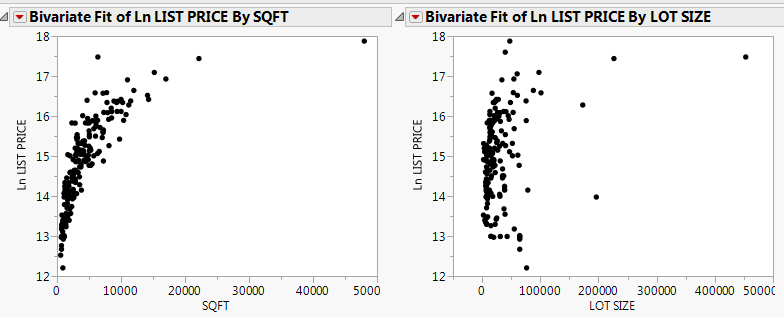 Bivariate Fit of Ln LIST PRICE By SQFT
18
17
16
15
14
13
12
Ln LIST PRICE
0 10000 20000 30000 40000 5000
SQFT
Bivariate Fit of Ln LIST PRICE By LOT SIZE
18
17
16
15
14
13
12
Ln LIST PRICE
0 100000 200000 300000 400000 50000
LOT SIZE